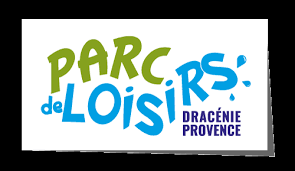 PARC
de LOISIRS
DRACÉNIE
PROVENCE